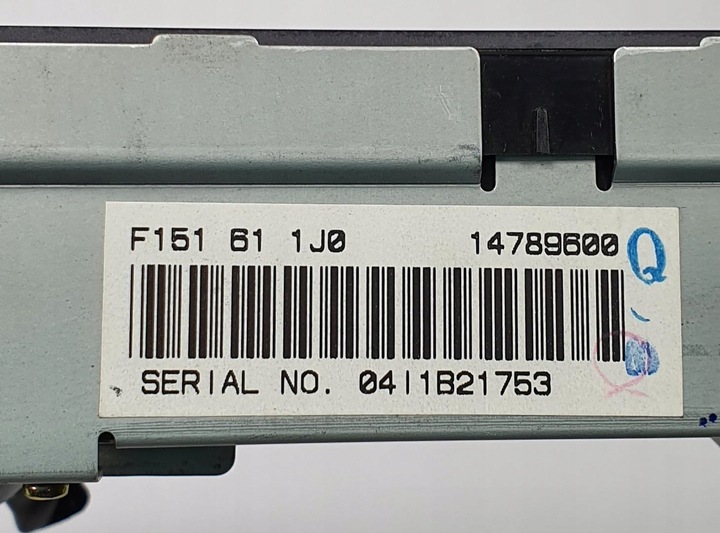 F151 61 1J0 14789600 Q
SERIAL NO. 04I1B21753